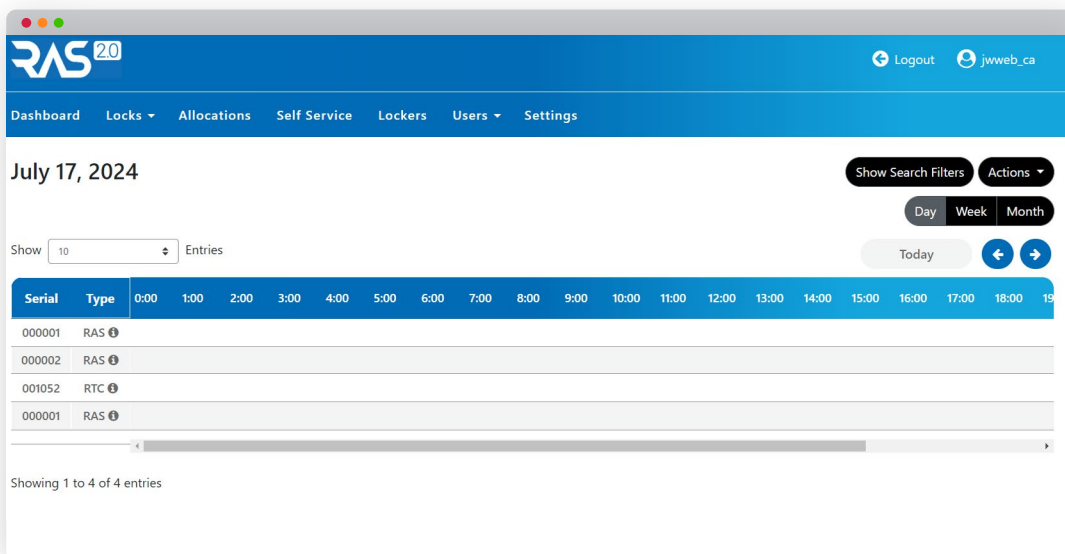 RAS 2.0
Logout jwweb_ca
Dashboard Locks Allocations Self Service Lockers Users Settings
July 17, 2024
Show Search Filters Actions
Day Week Month
Show 10 Entries
Today
Serial Type 0:00 1:00 2:00 3:00 4:00 5:00 6:00 7:00 8:00 9:00 10:00 11:00 12:00 13:00 14:00 15:00 16:00 17:00 18:00 19
000001 RAS
000002 RAS
001052 RTC
000001 RAS
Showing 1 to 4 of 4 entries